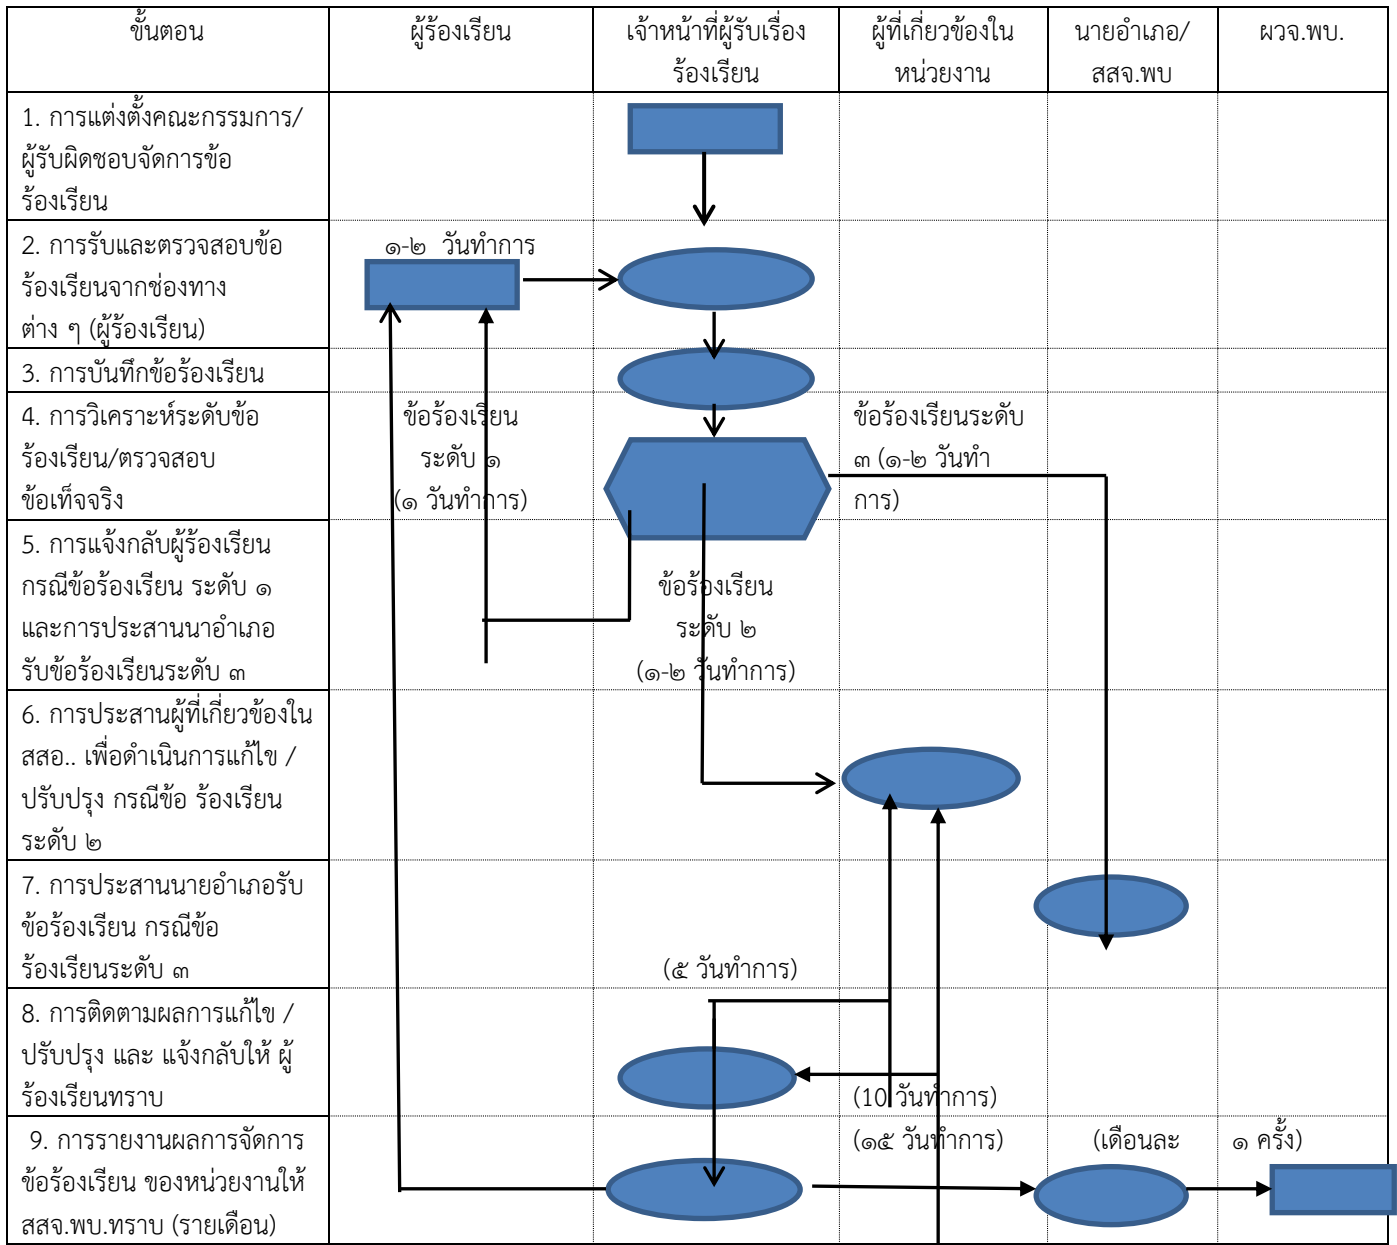 ขั้นตอน
ผู้ร้องเรียน
เจ้าหน้าที่ผู้รับเรื่อง
ร้องเรียน
ผู้ที่เกี่ยวข้องใน
หน่วยงาน
นายอำเภอ/
สสจ.พบ
ผวจ.พบ.
1. การแต่งตั้งคณะกรรมการ/
ผู้รับผิดชอบจัดการข้อ
ร้องเรียน
2. การรับและตรวจสอบข้อ
ร้องเรียนจากช่องทาง
ต่าง ๆ (ผู้ร้องเรียน)
๑-๒ วันทำการ
3. การบันทึกข้อร้องเรียน
4. การวิเคราะห์ระดับข้อ
ร้องเรียน/ตรวจสอบ
ข้อเท็จจริง
ข้อร้องเรียน
ระดับ ๑
(๑ วันทำการ)
ข้อร้องเรียนระดับ
๓ (๑-๒ วันทำ
การ)
5. การแจ้งกลับผู้ร้องเรียน
กรณีข้อร้องเรียน ระดับ ๑
และการประสานนาอำเภอ
รับข้อร้องเรียนระดับ ๓
ข้อร้องเรียน
ระดับ ๒
(๑-๒ วันทำการ)
6. การประสานผู้ที่เกี่ยวข้องใน
สสอ.. เพื่อดำเนินการแก้ไข /
ปรับปรุง กรณีข้อ ร้องเรียน
ระดับ ๒
7. การประสานนายอำเภอรับ
ข้อร้องเรียน กรณีข้อ
ร้องเรียนระดับ ๓
(๕ วันทำการ)
8. การติดตามผลการแก้ไข /
ปรับปรุง และ แจ้งกลับให้ ผู้
ร้องเรียนทราบ
(10 วันทำการ)
9. การรายงานผลการจัดการ
ข้อร้องเรียน ของหน่วยงานให้
สสจ.พบ.ทราบ (รายเดือน)
(๑๕ วันทำการ)
(เดือนละ
๑ ครั้ง)